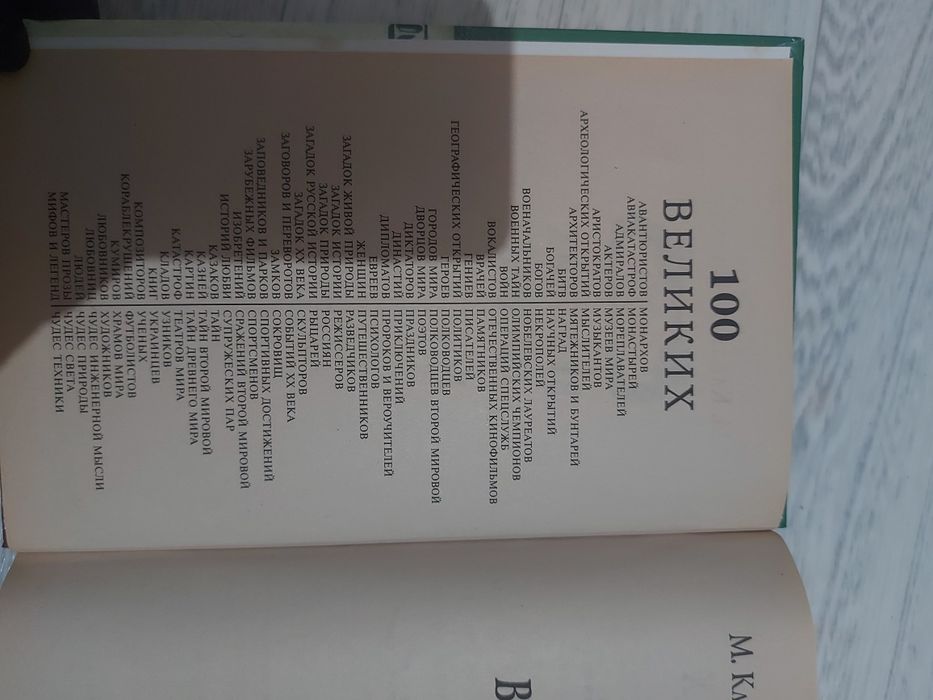 100
ВЕЛИКИХ
АВАНТЮРИСТОВ
АВИАКАТАСТРОФ
АДМИРАЛОВ
АКТЕРОВ
АРИСТОКРАТОВ
АРХЕОЛОГИЧЕСКИХ ОТКРЫТИЙ
АРХИТЕКТОРОВ
БИТВ
БОГАЧЕЙ
БОГОВ
ВОЕНАЧАЛЬНИКОВ
ВОЕННЫХ ТАЙН
ВОЙН
ВОКАЛИСТОВ
ВРАЧЕЙ
ГЕНИЕВ
ГЕОГРАФИЧЕСКИХ ОТКРЫТИЙ
ГЕРОЕВ
ГОРОДОВ МИРА
ДВОРЦОВ МИРА
ДИКТАТОРОВ
ДИНАСТИЙ
ДИПЛОМАТОВ
ЕВРЕЕВ
ЖЕНЩИН
ЗАГАДОК ЖИВОЙ ПРИРОДЫ
ЗАГАДОК ИСТОРИИ
ЗАГАДОК ПРИРОДЫ
ЗАГАДОК РУССКОЙ ИСТОРИИ
ЗАГАДОК XX ВЕКА
ЗАГОВОРОВ И ПЕРЕВОРОТОВ
ЗАМКОВ
ЗАПОВЕДНИКОВ И ПАРКОВ
ЗАРУБЕЖНЫХ ФИЛЬМОВ
ИЗОБРЕТЕНИЙ
ИСТОРИЙ ЛЮБВИ
КАЗАКОВ
КАЗНЕЙ
КАРТИН
КАТАСТРОФ
КЛАДОВ
КНИГ
КОМПОЗИТОРОВ
КОРАБЛЕКРУШЕНИЙ
КУМИРОВ
ЛЮБОВНИКОВ
ЛЮБОВНИЦ
ЛЮДЕЙ
МАСТЕРОВ ПРОЗЫ
МИФОВ И ЛЕГЕНД
МОНАРХОВ
МОНАСТЫРЕЙ
МОРЕПЛАВАТЕЛЕЙ
МУЗЕЕВ МИРА
МУЗЫКАНТОВ
МЫСЛИТЕЛЕЙ
МЯТЕЖНИКОВ И БУНТАРЕЙ
НАГРАД
НАУЧНЫХ ОТКРЫТИЙ
НЕКРОПОЛЕЙ
НОБЕЛЕВСКИХ ЛАУРЕАТОВ
ОЛИМПИЙСКИХ ЧЕМПИОНОВ
ОПЕРАЦИЙ СПЕЦСЛУЖБ
ОТЕЧЕСТВЕННЫХ КИНОФИЛЬМОВ
ПАМЯТНИКОВ
ПИСАТЕЛЕЙ
ПОЛИТИКОВ
ПОЛКОВОДЦЕВ
ПОЛКОВОДЦЕВ ВТОРОЙ МИРОВОЙ
ПОЭТОВ
ПРАЗДНИКОВ
ПРИКЛЮЧЕНИЙ
ПРОРОКОВ И ВЕРОУЧИТЕЛЕЙ
ПСИХОЛОГОВ
ПУТЕШЕСТВЕННИКОВ
РАЗВЕДЧИКОВ
РЕЖИССЕРОВ
РОССИЯН
РЫЦАРЕЙ
СКУЛЬПТОРОВ
СОБЫТИЙ XX ВЕКА
СОКРОВИЩ
СПОРТИВНЫХ ДОСТИЖЕНИЙ
СПОРТСМЕНОВ
СРАЖЕНИЙ ВТОРОЙ МИРОВОЙ
СУПРУЖЕСКИХ ПАР
ТАЙН
ТАЙН ВТОРОЙ МИРОВОЙ
ТАЙН ДРЕВНЕГО МИРА
ТЕАТРОВ МИРА
УЗНИКОВ
УКРАИНЦЕВ
УЧЕНЫХ
ФУТБОЛИСТОВ
ХРАМОВ МИРА
ХУДОЖНИКОВ
ЧУДЕС ИНЖЕНЕРНОЙ МЫСЛИ
ЧУДЕС ПРИРОДЫ
ЧУДЕС СВЕТА
ЧУДЕС ТЕХНИКИ
М.